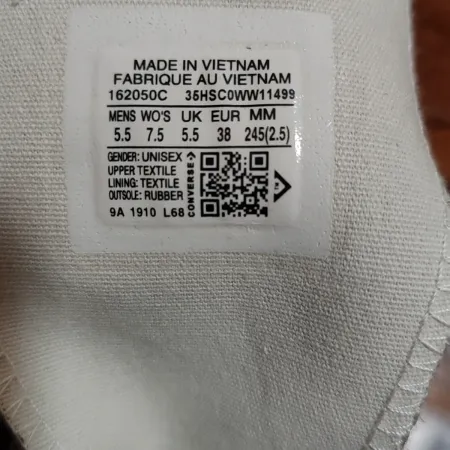 MADE IN VIETNAM
FABRIQUE AU VIETNAM
162050C 35HSC0WW11499
MENS WO'S UK EUR MM
5.5 7.5 5.5 38 245(2.5)
GENDER: UNISEX
UPPER TEXTILE
LINING: TEXTILE
OUTSOLE: RUBBER
9A 1910 L68
CONVERSE